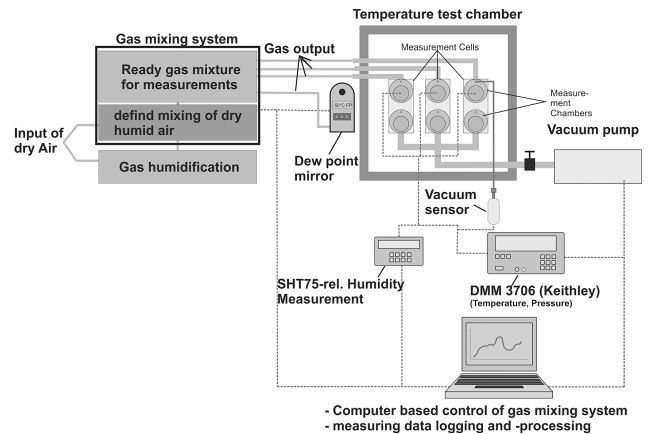 Temperature test chamber
Gas mixing system
Gas output
Measurement Cells
Ready gas mixture
for measurements
-50°C FP
Measure-
ment
Chambers
defind mixing of dry
humid air
Input of
dry Air
Vacuum pump
Dew point
mirror
Gas humidification
Vacuum
sensor
SHT75-rel. Humidity
Measurement
DMM 3706 (Keithley)
(Temperature, Pressure)
- Computer based control of gas mixing system
- measuring data logging and -processing